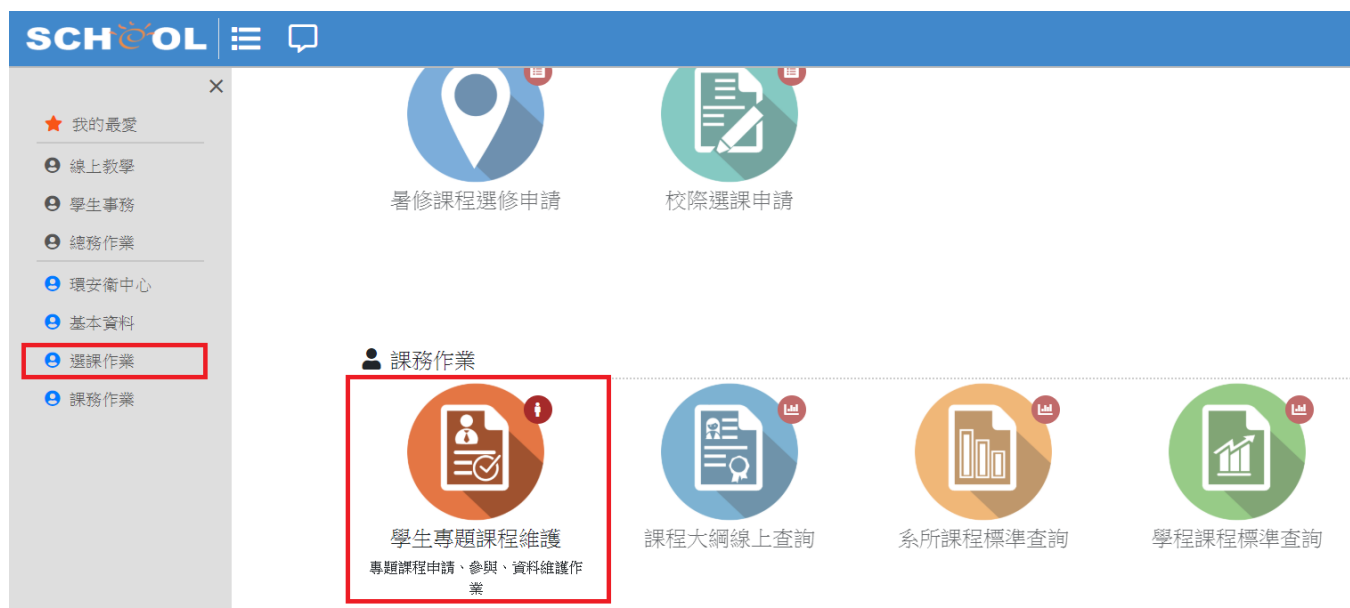 SCHOOL
我的最愛
線上教學
學生事務
總務作業
環安衛中心
基本資料
選課作業
課務作業
暑修課程選修申請
校際選課申請
課務作業
學生專題課程維護
專題課程申請、參與、資料維護作
業
課程大綱線上查詢
系所課程標準查詢
學程課程標準查詢